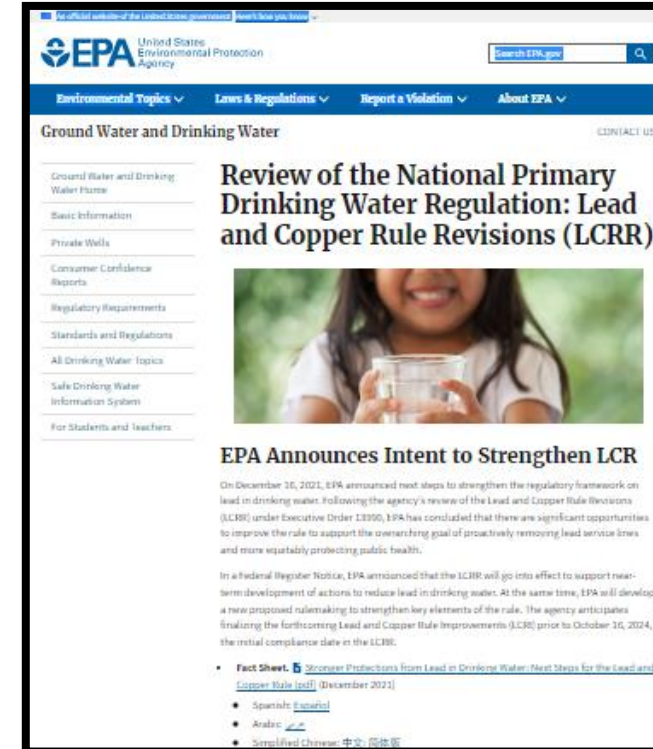 An official website of the United States government Here's how you know
EPA United States
Environmental Protection
Agency
Search EPA.gov
Environmental Topics Laws & Regulations Report a Violation About EPA
Ground Water and Drinking Water
CONTACT US
Ground Water and Drinking
Water Home
Basic Information
Private Wells
Consumer Confidence
Reports
Regulatory Requirements
Standards and Regulations
All Drinking Water Topics
Safe Drinking Water
Information System
For Students and Teachers
Review of the National Primary
Drinking Water Regulation: Lead
and Copper Rule Revisions (LCRR)
EPA Announces Intent to Strengthen LCR
On December 16, 2021, EPA announced next steps to strengthen the regulatory framework on
lead in drinking water. Following the agency's review of the Lead and Copper Rule Revisions
(LCRR) under Executive Order 13990, EPA has concluded that there are significant opportunities
to improve the rule to support the overarching goal of proactively removing lead service lines
and more equitably protecting public health.
In a Federal Register Notice, EPA announced that the LCRR will go into effect to support near-
term development of actions to reduce lead in drinking water. At the same time, EPA will develop
a new proposed rulemaking to strengthen key elements of the rule. The agency anticipates
finalizing the forthcoming Lead and Copper Rule Improvements (LCRI) prior to October 16, 2024,
the initial compliance date in the LCRR.
• Fact Sheet. Stronger Protections from Lead in Drinking Water: Next Steps for the Lead and
Copper Rule (pdf) (December 2021)
• Spanish: Español
• Arabic:
• Simplified Chinese: 中文: 简体版